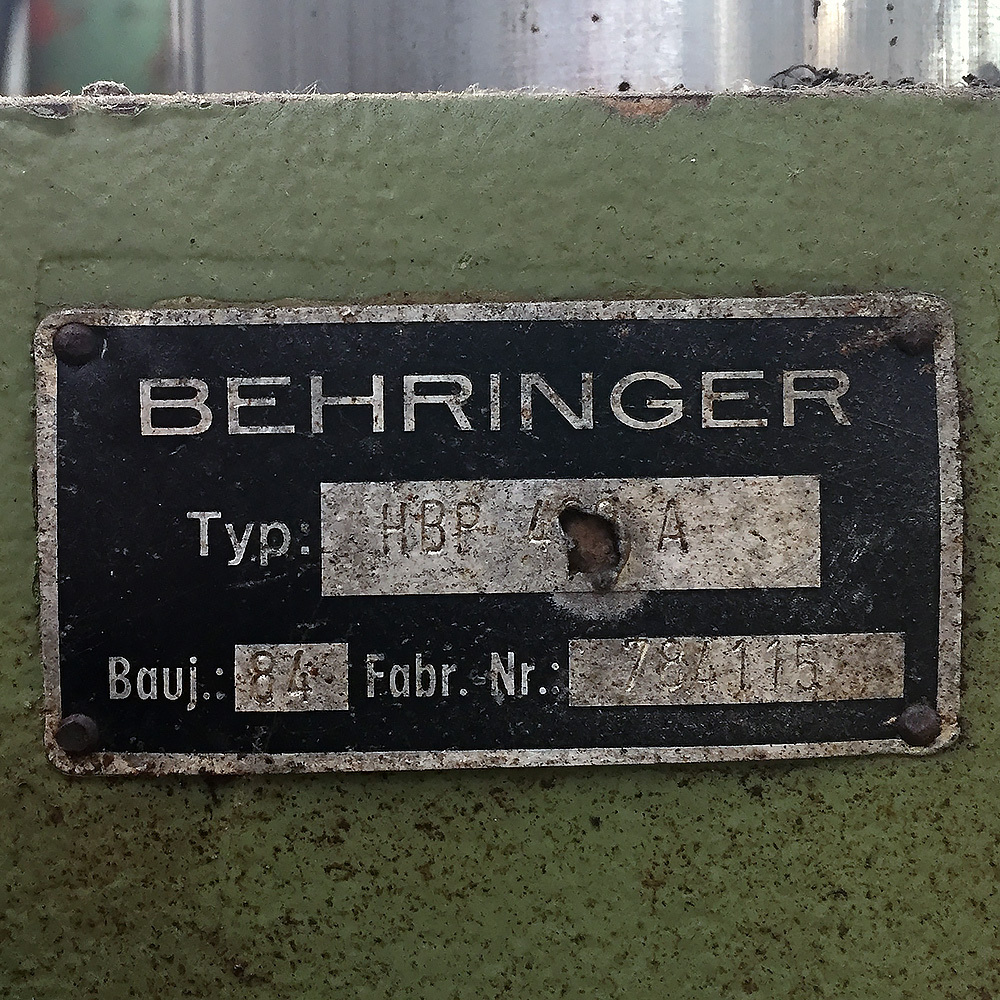 BEHRINGER
Typ: HBP A
Bauj.: 84 Fabr.-Nr.: 784115